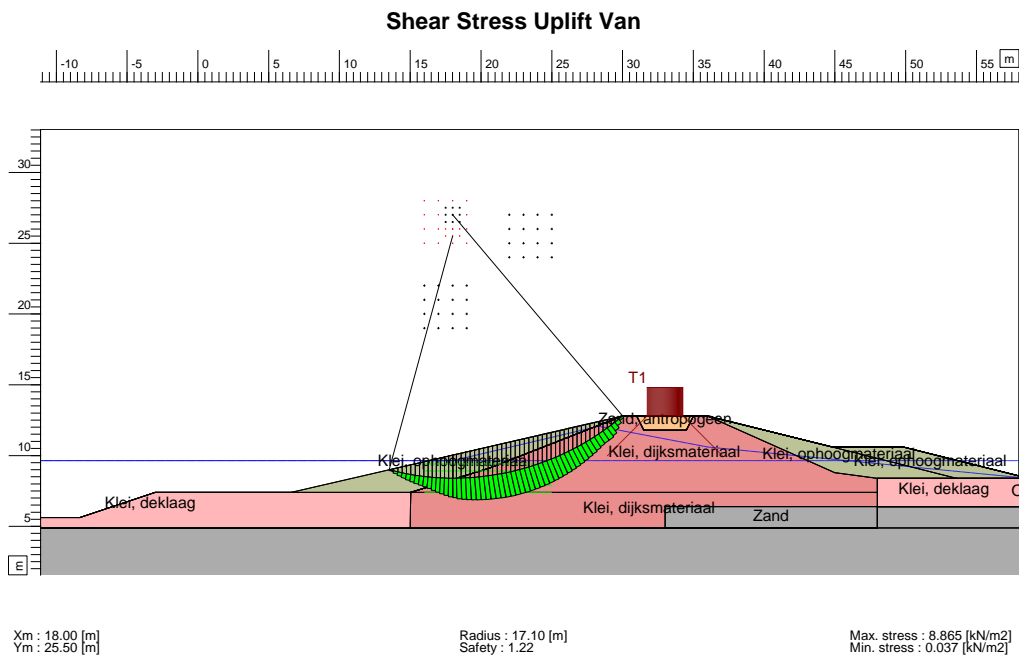 Shear Stress Uplift Van
-10 -5 0 5 10 15 20 25 30 35 40 45 50 55 m
30
25
20
15
T1
Zand, antropogeen
10
Klei, ophoogmateriaal Klei, dijksmateriaal Klei, ophoogmateriaal Klei, ophoogmateriaal
Klei, deklaag Klei, deklaag
Klei, dijksmateriaal Zand
5
m
Xm : 18.00 [m] Radius : 17.10 [m] Max. stress : 8.865 [kN/m2]
Ym : 25.50 [m] Safety : 1.22 Min. stress : 0.037 [kN/m2]